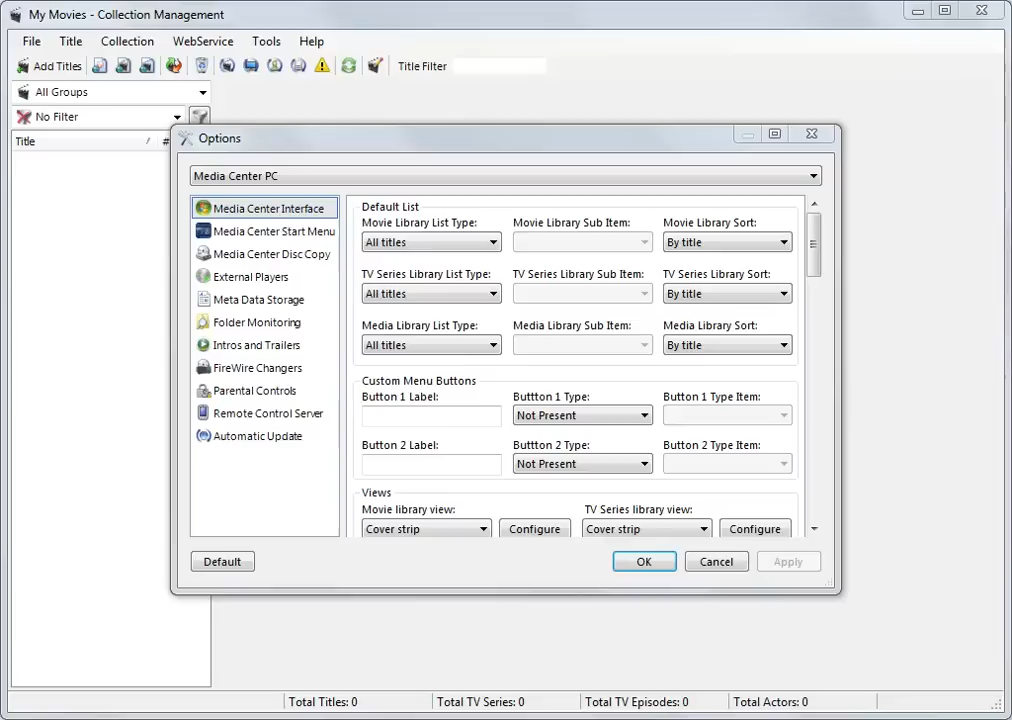 My Movies - Collection Management
File Title Collection WebService Tools Help
Add Titles Title Filter
All Groups
No Filter
Title / #
Options
Media Center PC
Media Center Interface
Media Center Start Menu
Media Center Disc Copy
External Players
Meta Data Storage
Folder Monitoring
Intros and Trailers
FireWire Changers
Parental Controls
Remote Control Server
Automatic Update
Default List
Movie Library List Type: Movie Library Sub Item: Movie Library Sort:
All titles By title
TV Series Library List Type: TV Series Library Sub Item: TV Series Library Sort:
All titles By title
Media Library List Type: Media Library Sub Item: Media Library Sort:
All titles By title
Custom Menu Buttons
Button 1 Label: Buttton 1 Type: Button 1 Type Item:
Not Present
Button 2 Label: Buttton 2 Type: Button 2 Type Item:
Not Present
Views
Movie library view: TV Series library view:
Cover strip Configure Cover strip Configure
Default OK Cancel Apply
Total Titles: 0 Total TV Series: 0 Total TV Episodes: 0 Total Actors: 0